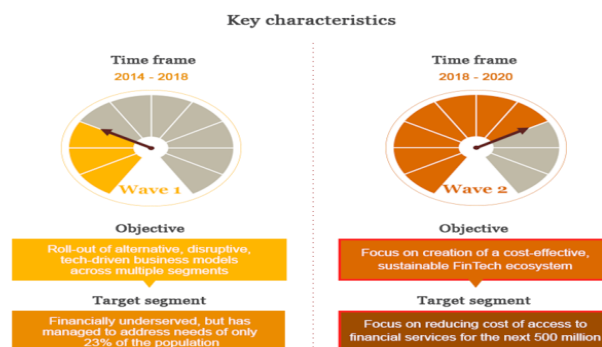 Key characteristics
Time frame
2014 - 2018
Wave 1
Objective
Roll-out of alternative, disruptive,
tech-driven business models
across multiple segments
Target segment
Financially underserved, but has
managed to address needs of only
23% of the population
Time frame
2018 - 2020
Wave 2
Objective
Focus on creation of a cost-effective,
sustainable FinTech ecosystem
Target segment
Focus on reducing cost of access to
financial services for the next 500 million